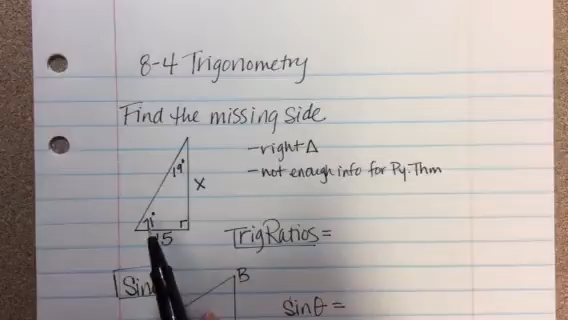 8-4 Trigonometry
Find the missing side
-right Δ
-not enough info for Py. Thm
19°
x
71°
15
Trig Ratios =
Sin
B
sinθ =